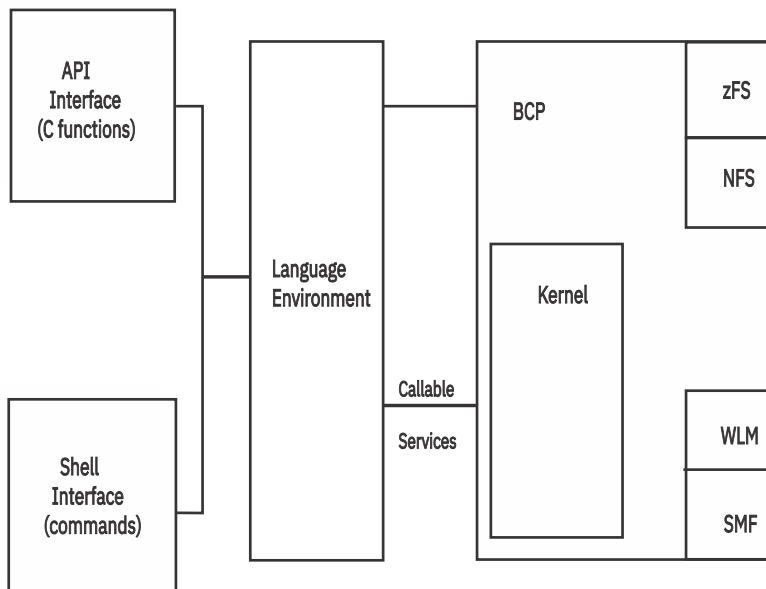 API
Interface
(C functions)
Shell
Interface
(commands)
Language
Environment
Callable
Services
BCP
Kernel
zFS
NFS
WLM
SMF